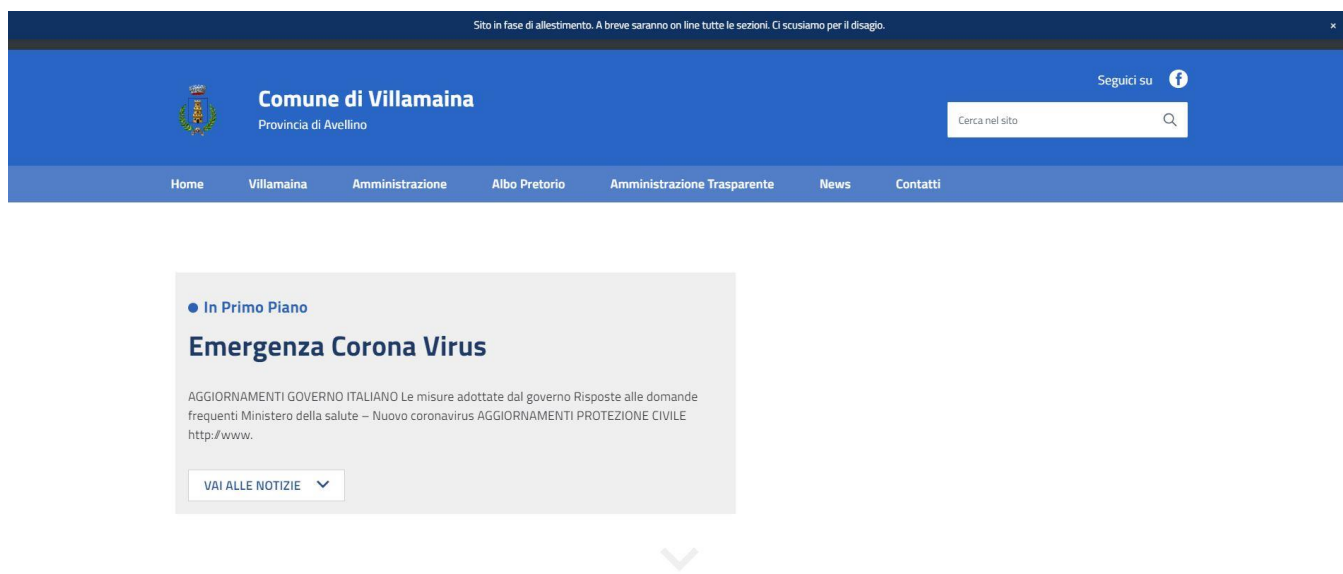 Sito in fase di allestimento. A breve saranno on line tutte le sezioni. Ci scusiamo per il disagio. ×
Seguici su
Comune di Villamaina
Provincia di Avellino
Cerca nel sito
Home Villamaina Amministrazione Albo Pretorio Amministrazione Trasparente News Contatti
In Primo Piano
Emergenza Corona Virus
AGGIORNAMENTI GOVERNO ITALIANO Le misure adottate dal governo Risposte alle domande
frequenti Ministero della salute – Nuovo coronavirus AGGIORNAMENTI PROTEZIONE CIVILE
http://www.
VAI ALLE NOTIZIE